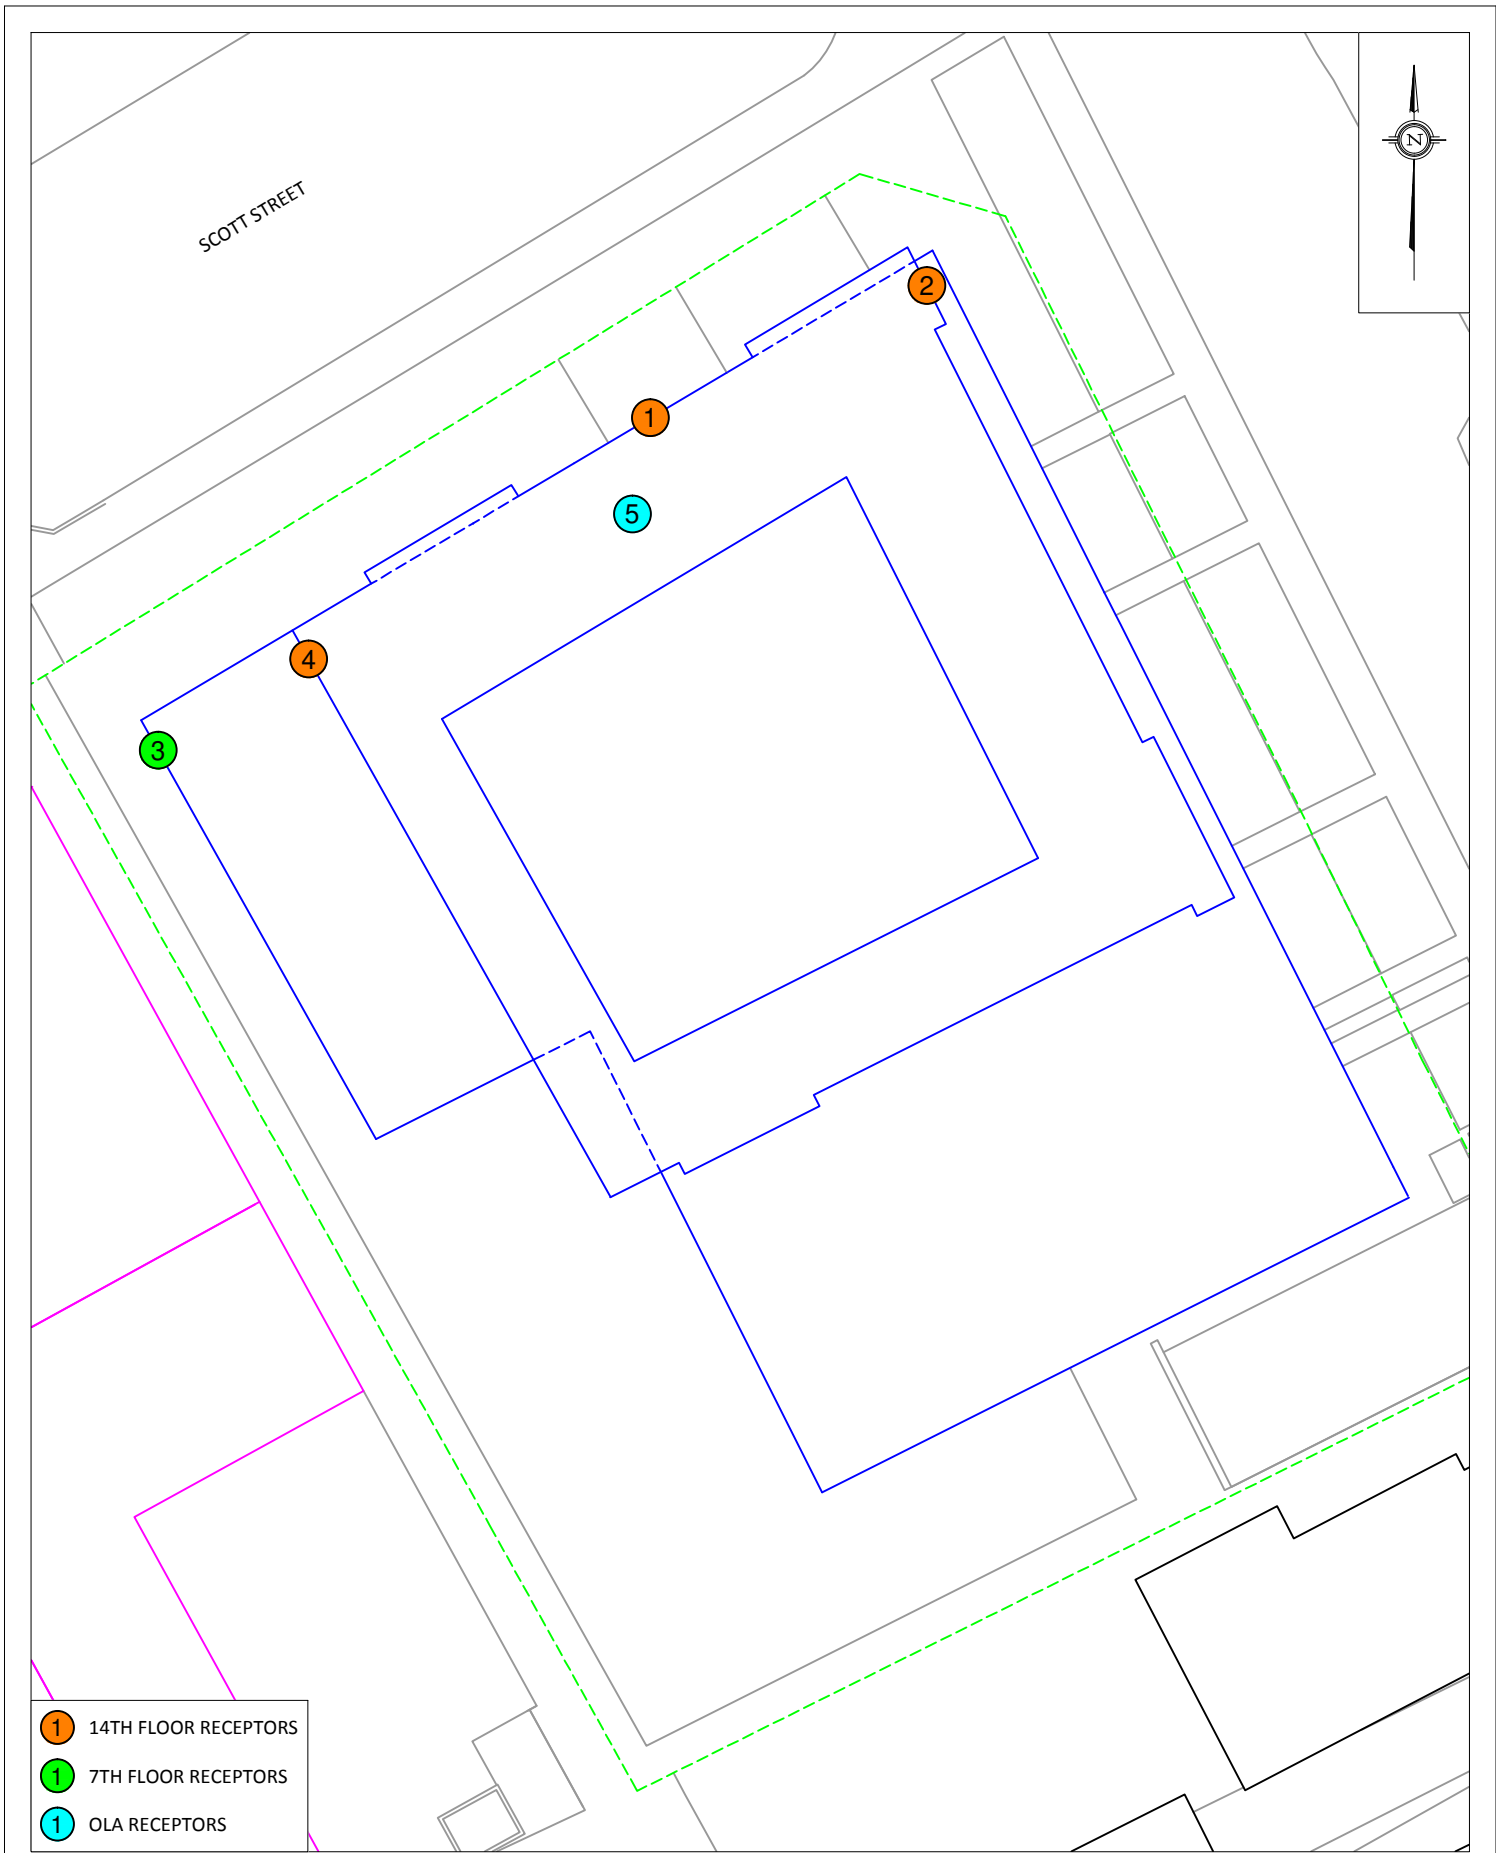 SCOTT STREET
N
2
1
5
4
3
1 14TH FLOOR RECEPTORS
1 7TH FLOOR RECEPTORS
1 OLA RECEPTORS